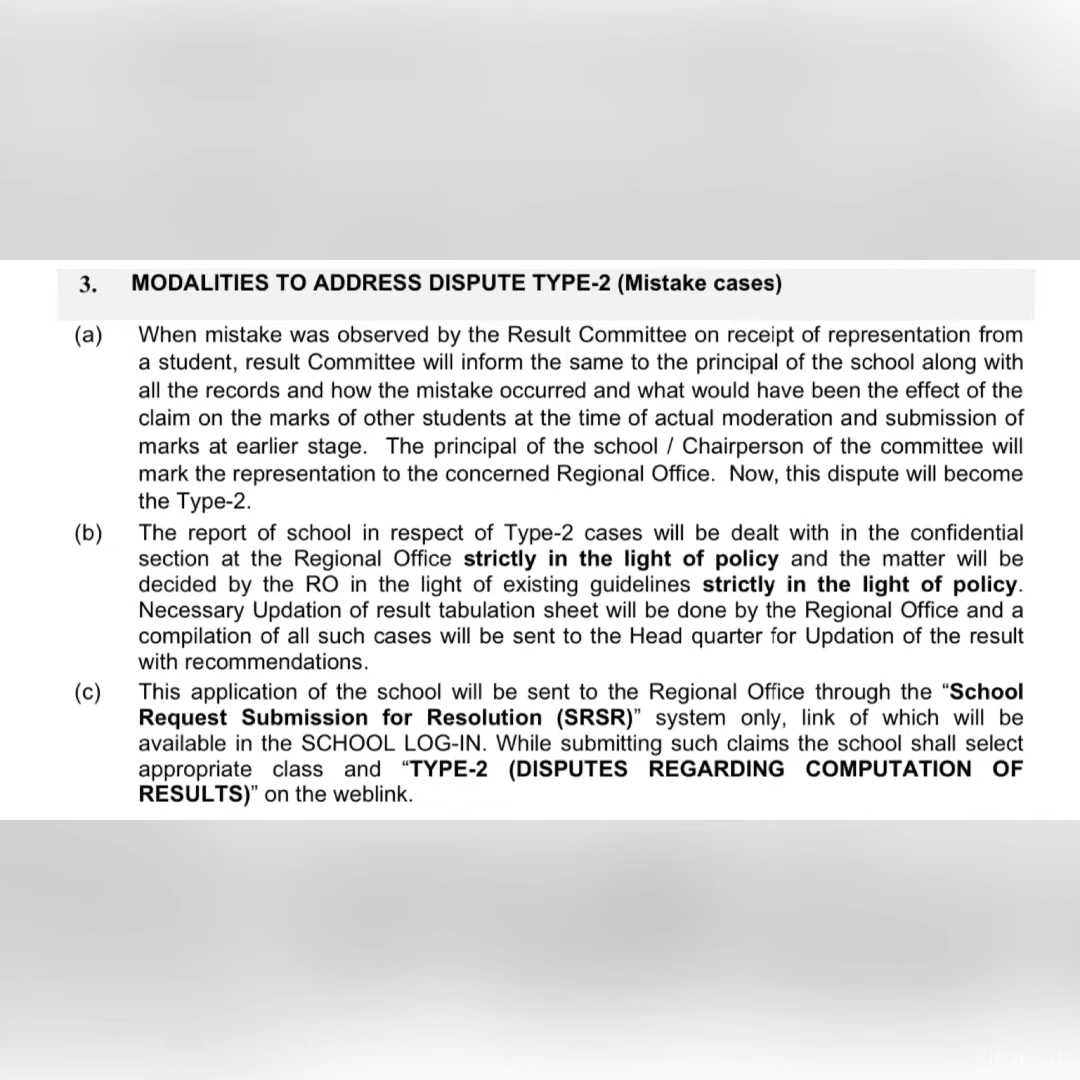 3. MODALITIES TO ADDRESS DISPUTE TYPE-2 (Mistake cases)
(a) When mistake was observed by the Result Committee on receipt of representation from
a student, result Committee will inform the same to the principal of the school along with
all the records and how the mistake occurred and what would have been the effect of the
claim on the marks of other students at the time of actual moderation and submission of
marks at earlier stage. The principal of the school / Chairperson of the committee will
mark the representation to the concerned Regional Office. Now, this dispute will become
the Type-2.
(b) The report of school in respect of Type-2 cases will be dealt with in the confidential
section at the Regional Office strictly in the light of policy and the matter will be
decided by the RO in the light of existing guidelines strictly in the light of policy.
Necessary Updation of result tabulation sheet will be done by the Regional Office and a
compilation of all such cases will be sent to the Head quarter for Updation of the result
with recommendations.
(c) This application of the school will be sent to the Regional Office through the “School
Request Submission for Resolution (SRSR)” system only, link of which will be
available in the SCHOOL LOG-IN. While submitting such claims the school shall select
appropriate class and “TYPE-2 (DISPUTES REGARDING COMPUTATION OF
RESULTS)” on the weblink.